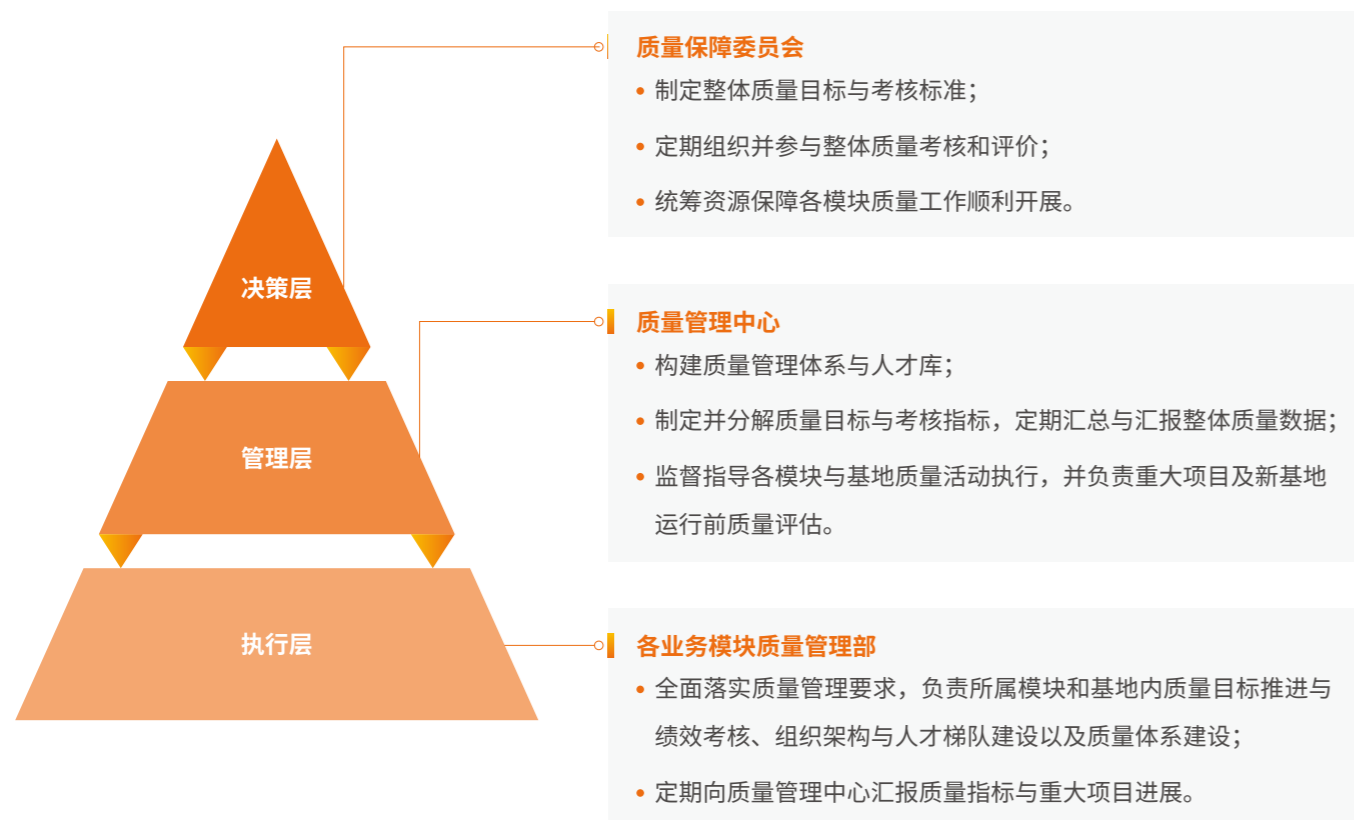 质量保障委员会
制定整体质量目标与考核标准；
定期组织并参与整体质量考核和评价；
统筹资源保障各模块质量工作顺利开展。
决策层
质量管理中心
构建质量管理体系与人才库；
制定并分解质量目标与考核指标，定期汇总与汇报整体质量数据；
监督指导各模块与基地质量活动执行，并负责重大项目及新基地
运行前质量评估。
管理层
各业务模块质量管理部
全面落实质量管理要求，负责所属模块和基地内质量目标推进与
绩效考核、组织架构与人才梯队建设以及质量体系建设；
定期向质量管理中心汇报质量指标与重大项目进展。
执行层